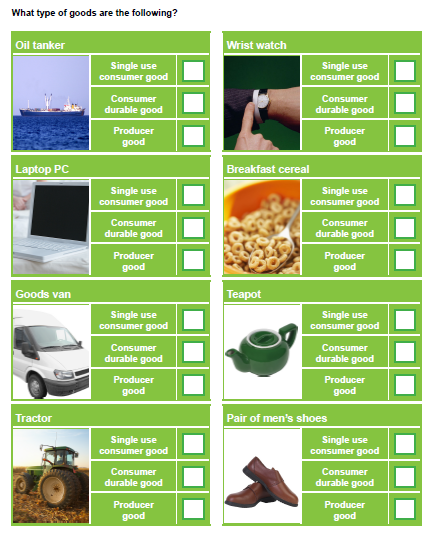 What type of goods are the following?
Oil tanker
Single use
consumer good
Consumer
durable good
Producer
good
Wrist watch
Single use
consumer good
Consumer
durable good
Producer
good
Laptop PC
Single use
consumer good
Consumer
durable good
Producer
good
Breakfast cereal
Single use
consumer good
Consumer
durable good
Producer
good
Goods van
Single use
consumer good
Consumer
durable good
Producer
good
Teapot
Single use
consumer good
Consumer
durable good
Producer
good
Tractor
Single use
consumer good
Consumer
durable good
Producer
good
Pair of men's shoes
Single use
consumer good
Consumer
durable good
Producer
good